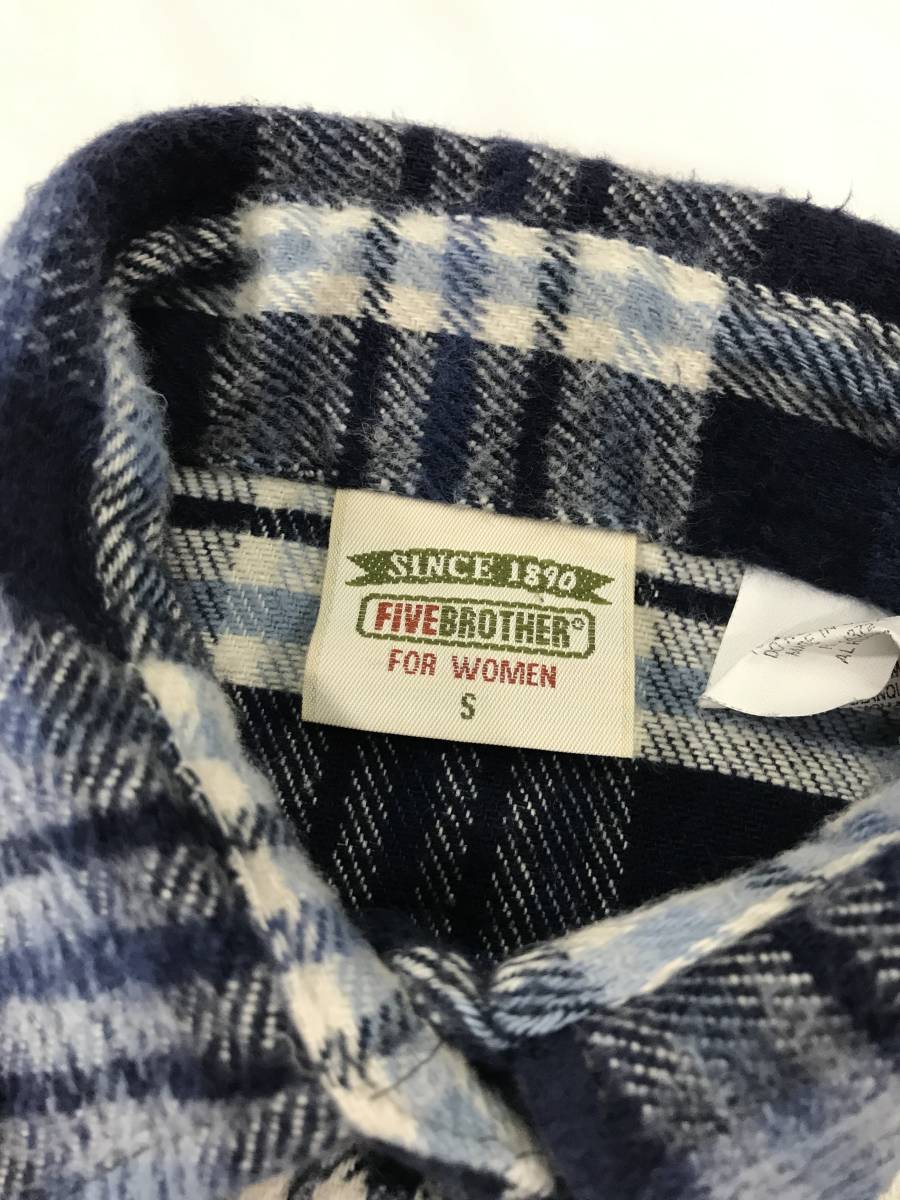 SINCE 1890
FIVEBROTHER®
FOR WOMEN
S